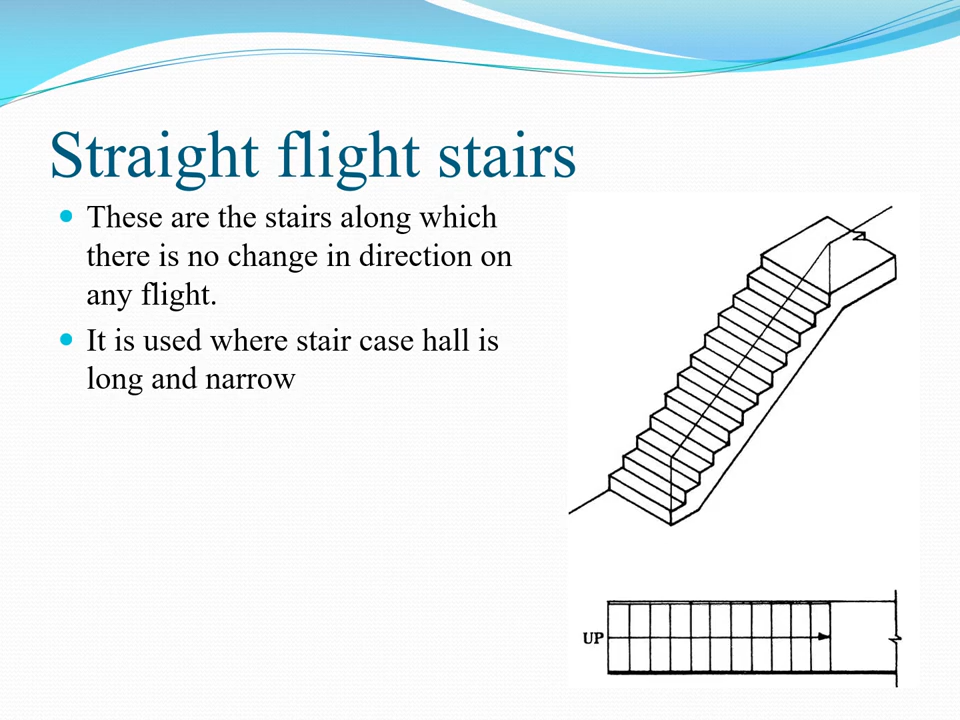 Straight flight stairs
These are the stairs along which
there is no change in direction on
any flight.
It is used where stair case hall is
long and narrow
UP